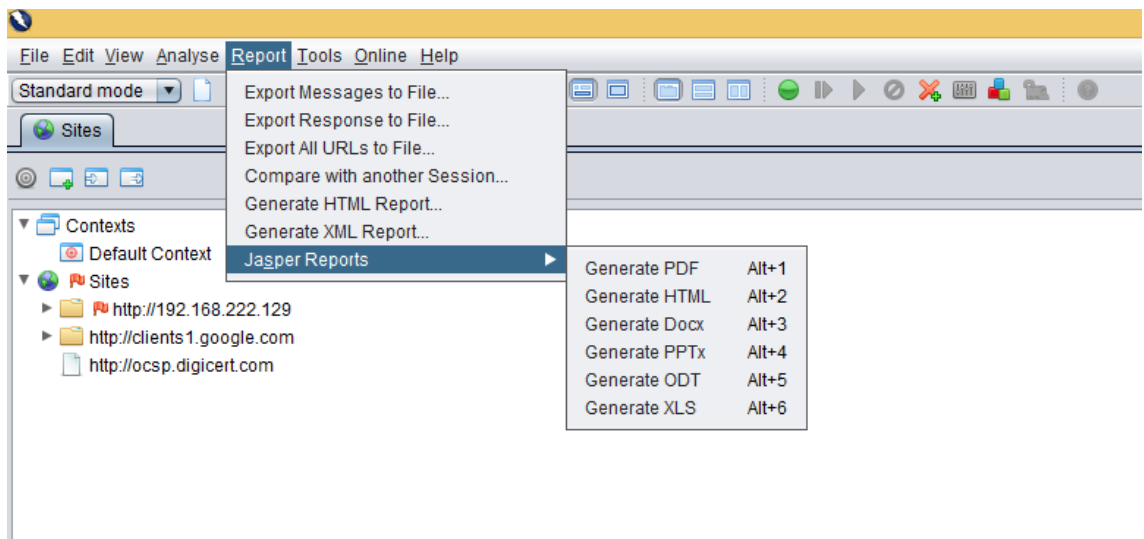 File Edit View Analyse Report Tools Online Help
Standard mode
Sites
Export Messages to File...
Export Response to File...
Export All URLs to File...
Compare with another Session...
Generate HTML Report...
Generate XML Report...
Jasper Reports
Generate PDF Alt+1
Generate HTML Alt+2
Generate Docx Alt+3
Generate PPTx Alt+4
Generate ODT Alt+5
Generate XLS Alt+6
Contexts
Default Context
Sites
http://192.168.222.129
http://clients1.google.com
http://ocsp.digicert.com